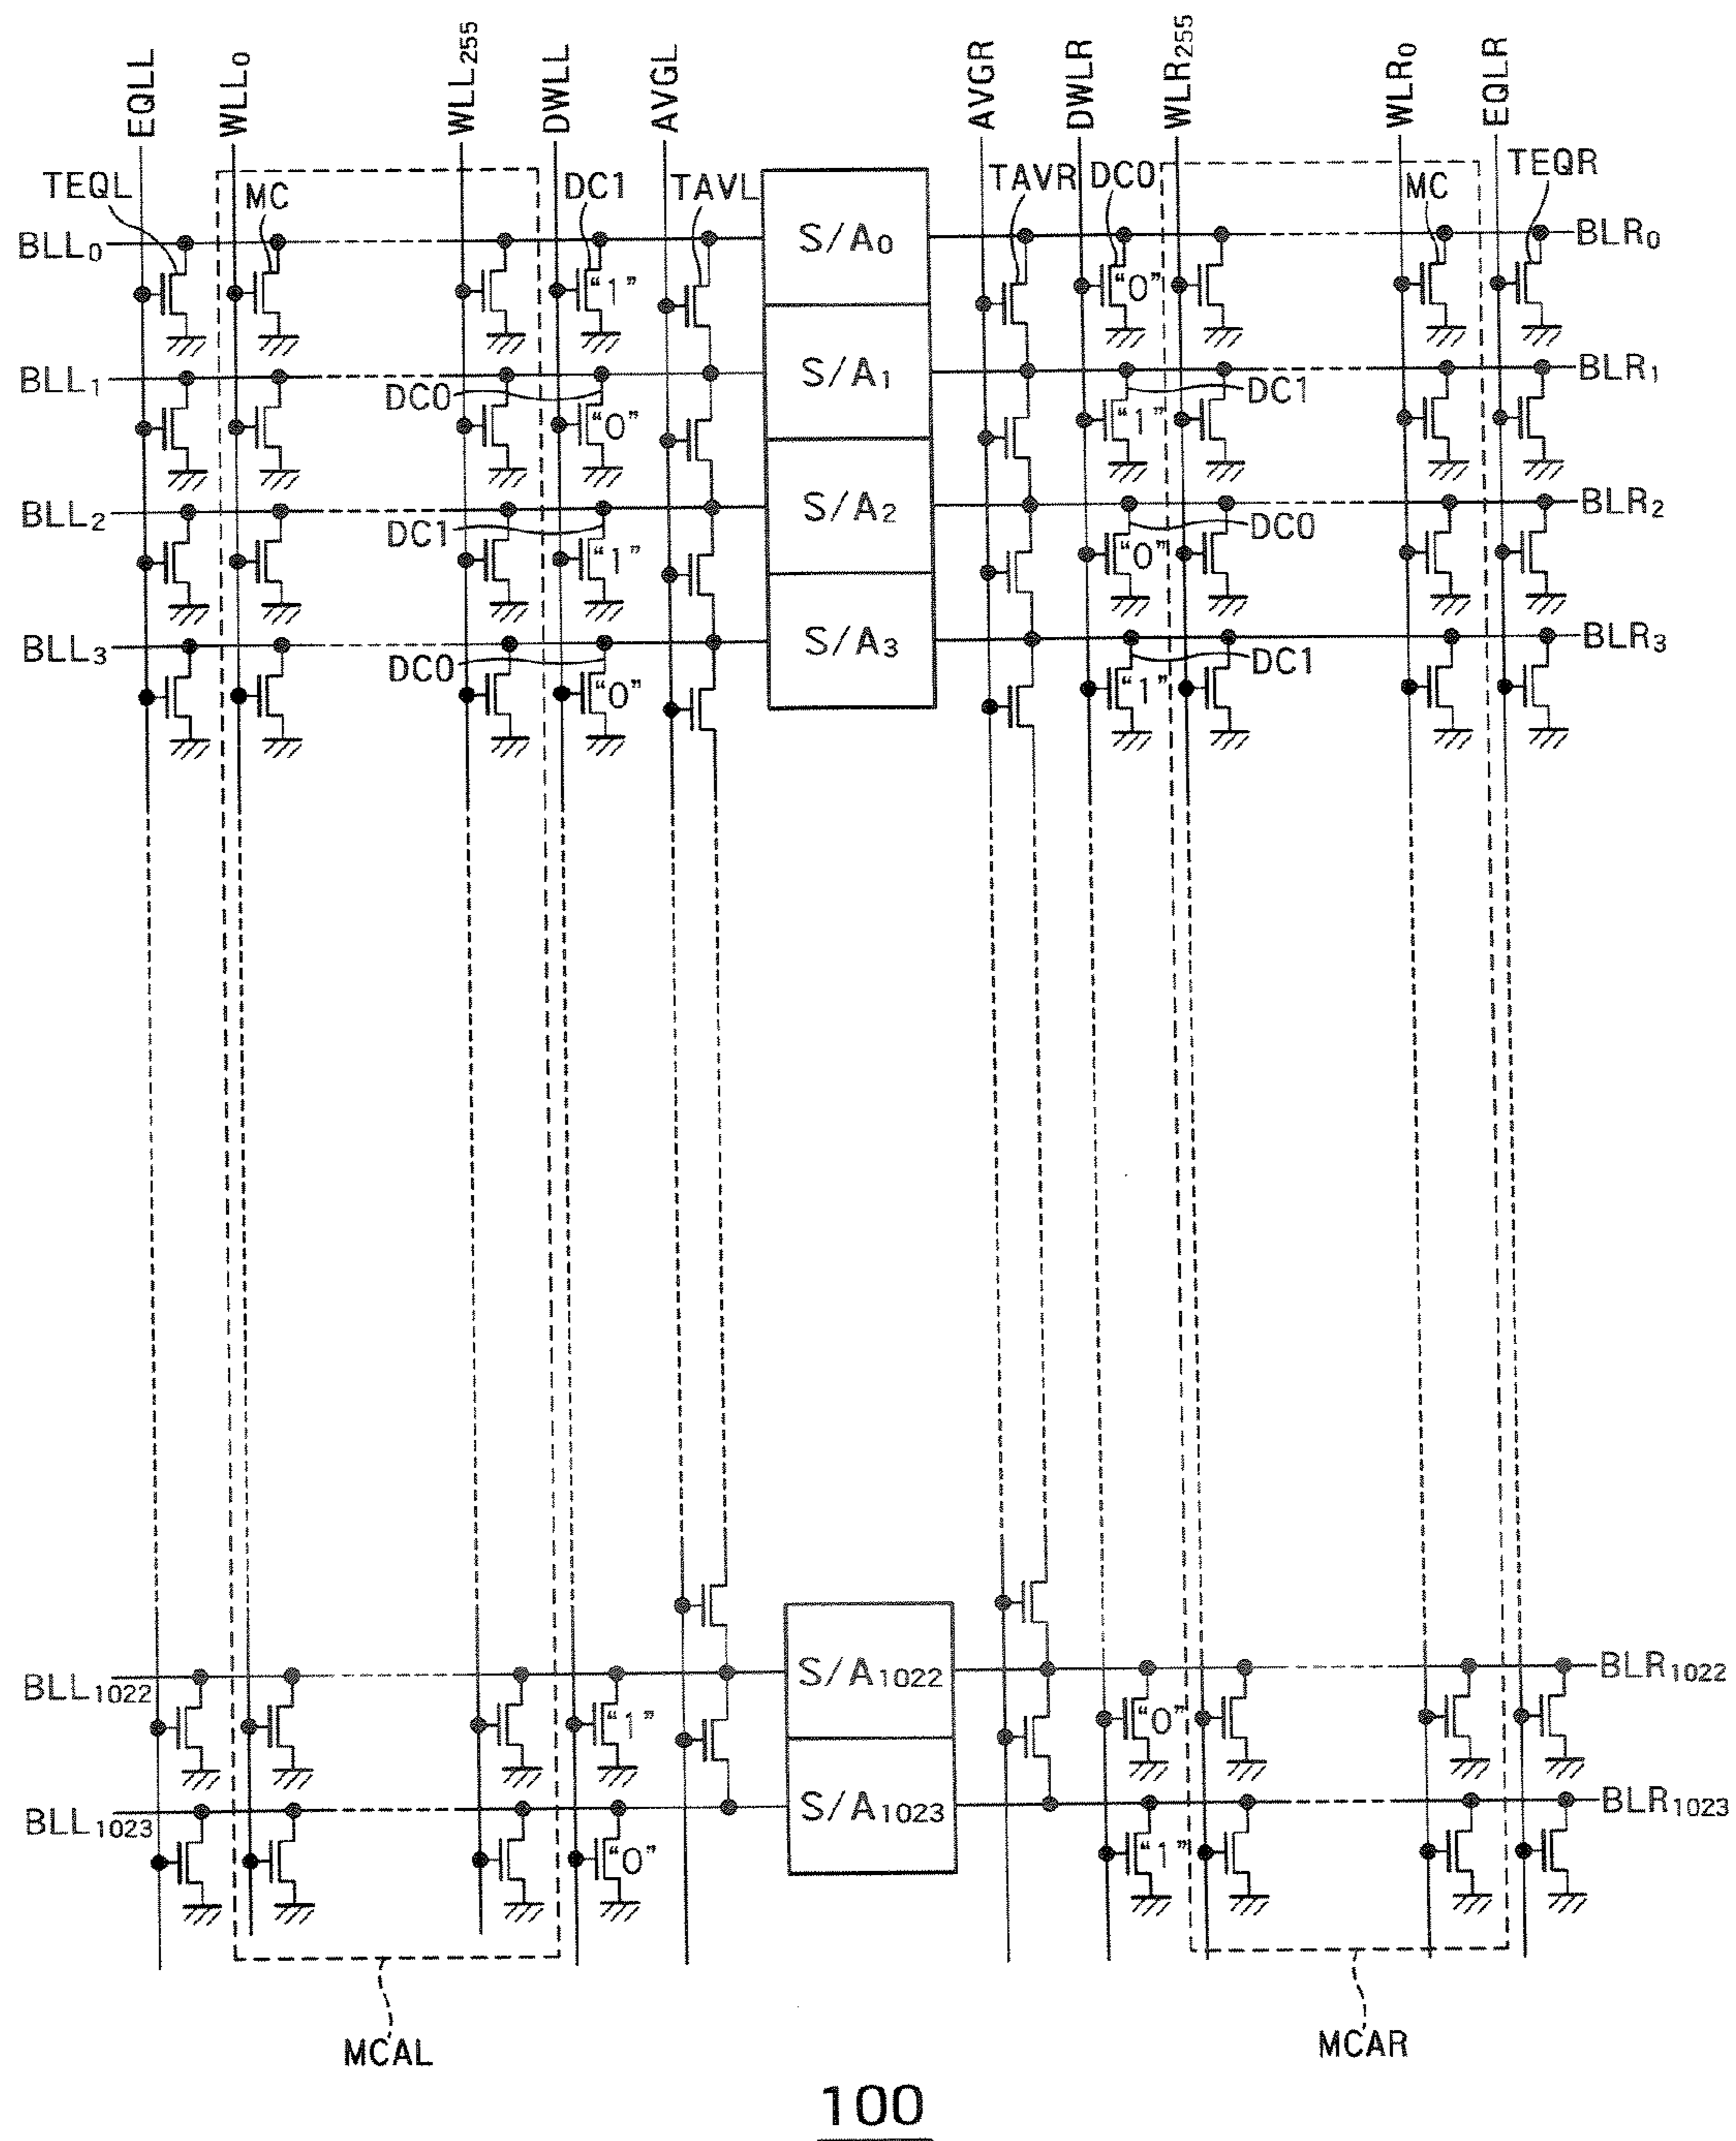 EQLL WLL0 WLL255 DWLL AVGL AVGR DWLR WLR255 WLR0 EQLR
TEQL MC DC1 TAVL TAVR DC0 MC TEQR
BLL0 S/A0 BLR0
“1” “0”
BLL1 S/A1 BLR1
DC0 DC1
“0” “1”
BLL2 S/A2 BLR2
DC1 DC0
“1” “0”
BLL3 S/A3 BLR3
DC0 DC1
“0” “1”
BLL1022 S/A1022 BLR1022
“1” “0”
BLL1023 S/A1023 BLR1023
“0” “1”
MCAL MCAR
100